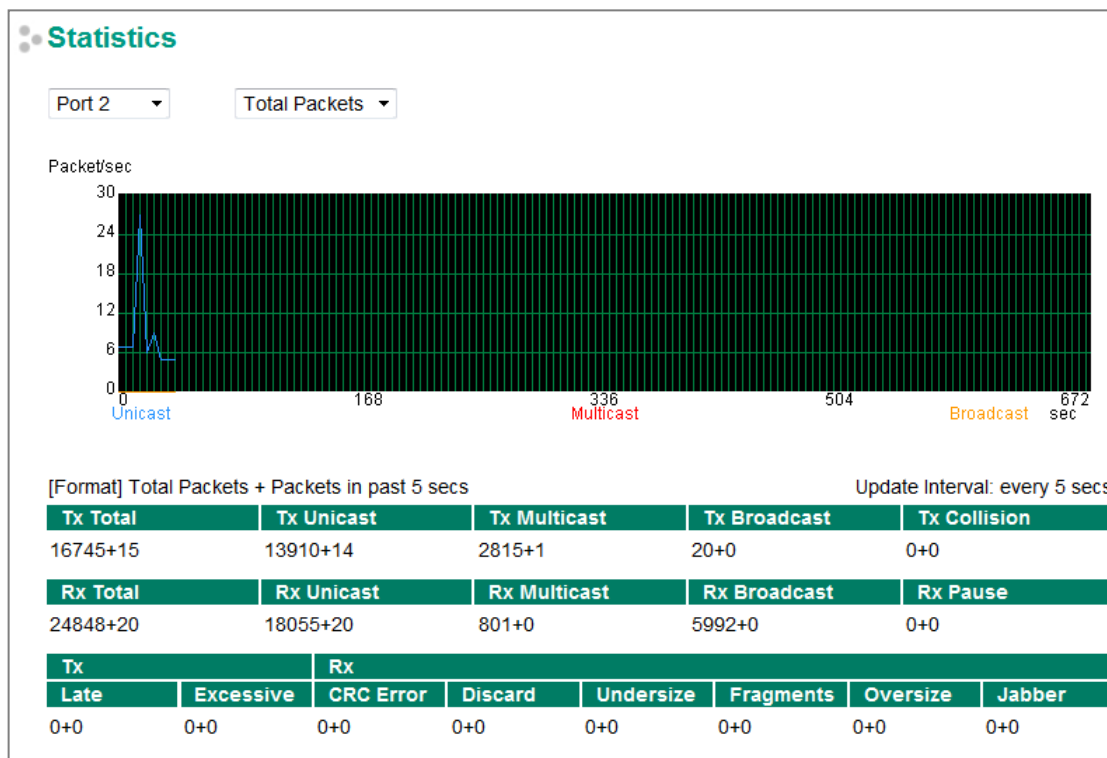 Statistics
Port 2 Total Packets
Packet/sec
30
24
18
12
6
0
0 168 336 504 672
Unicast Multicast Broadcast sec
[Format] Total Packets + Packets in past 5 secs Update Interval: every 5 secs
Tx Total Tx Unicast Tx Multicast Tx Broadcast Tx Collision
16745+15 13910+14 2815+1 20+0 0+0
Rx Total Rx Unicast Rx Multicast Rx Broadcast Rx Pause
24848+20 18055+20 801+0 5992+0 0+0
Tx Rx
Late Excessive CRC Error Discard Undersize Fragments Oversize Jabber
0+0 0+0 0+0 0+0 0+0 0+0 0+0 0+0